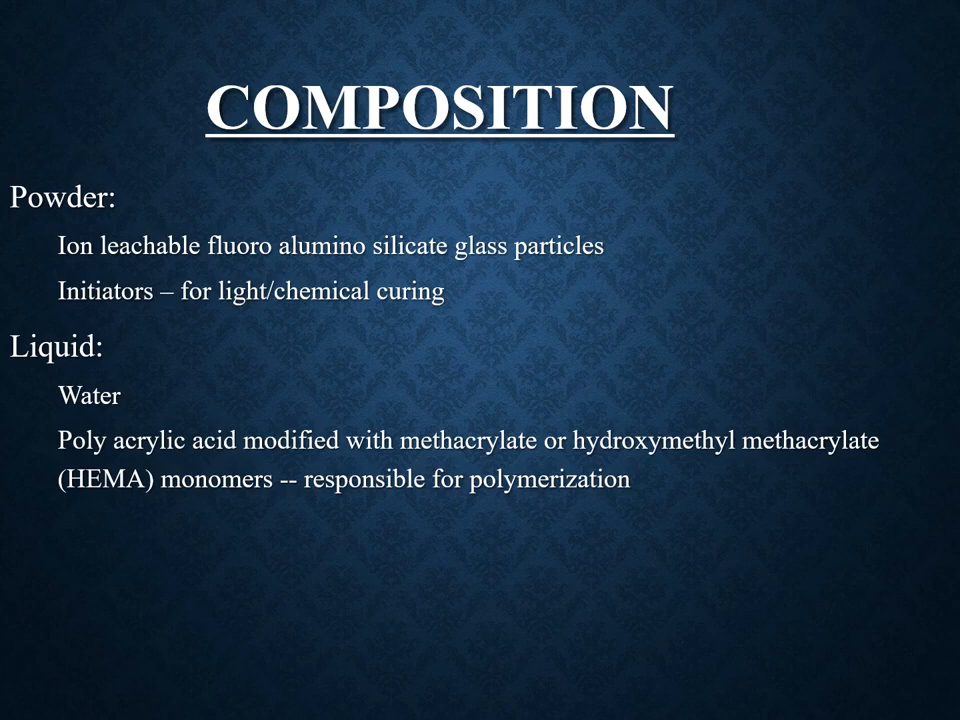 COMPOSITION
Powder:
Ion leachable fluoro alumino silicate glass particles
Initiators – for light/chemical curing
Liquid:
Water
Poly acrylic acid modified with methacrylate or hydroxymethyl methacrylate
(HEMA) monomers -- responsible for polymerization